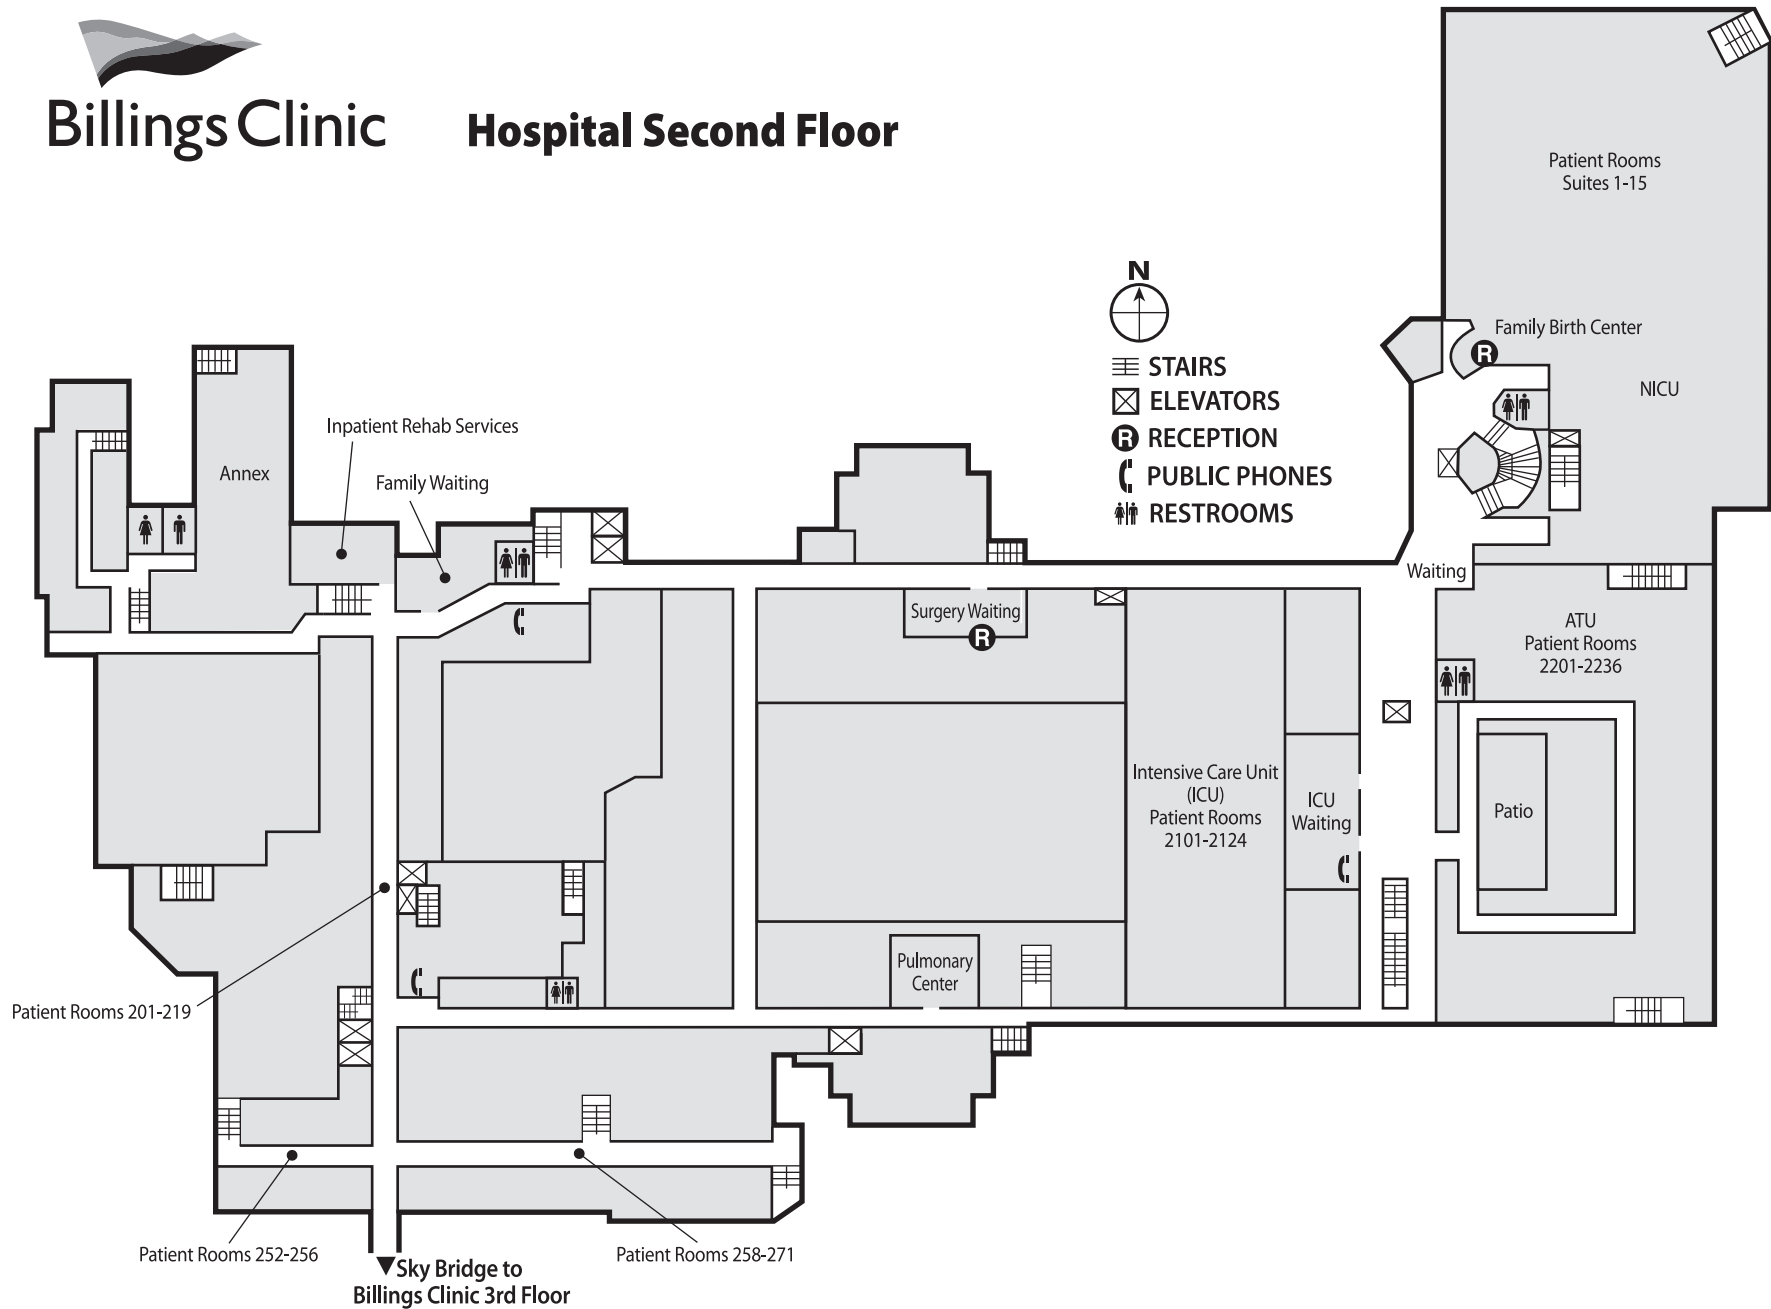 Billings Clinic
Hospital Second Floor
Patient Rooms
Suites 1-15
N
STAIRS
ELEVATORS
R RECEPTION
PUBLIC PHONES
RESTROOMS
Family Birth Center
R
NICU
Inpatient Rehab Services
Family Waiting
Annex
Waiting
Surgery Waiting
R
ATU
Patient Rooms
2201-2236
Intensive Care Unit
(ICU)
Patient Rooms
2101-2124
ICU
Waiting
Patio
Pulmonary
Center
Patient Rooms 201-219
Patient Rooms 252-256
Patient Rooms 258-271
Sky Bridge to
Billings Clinic 3rd Floor